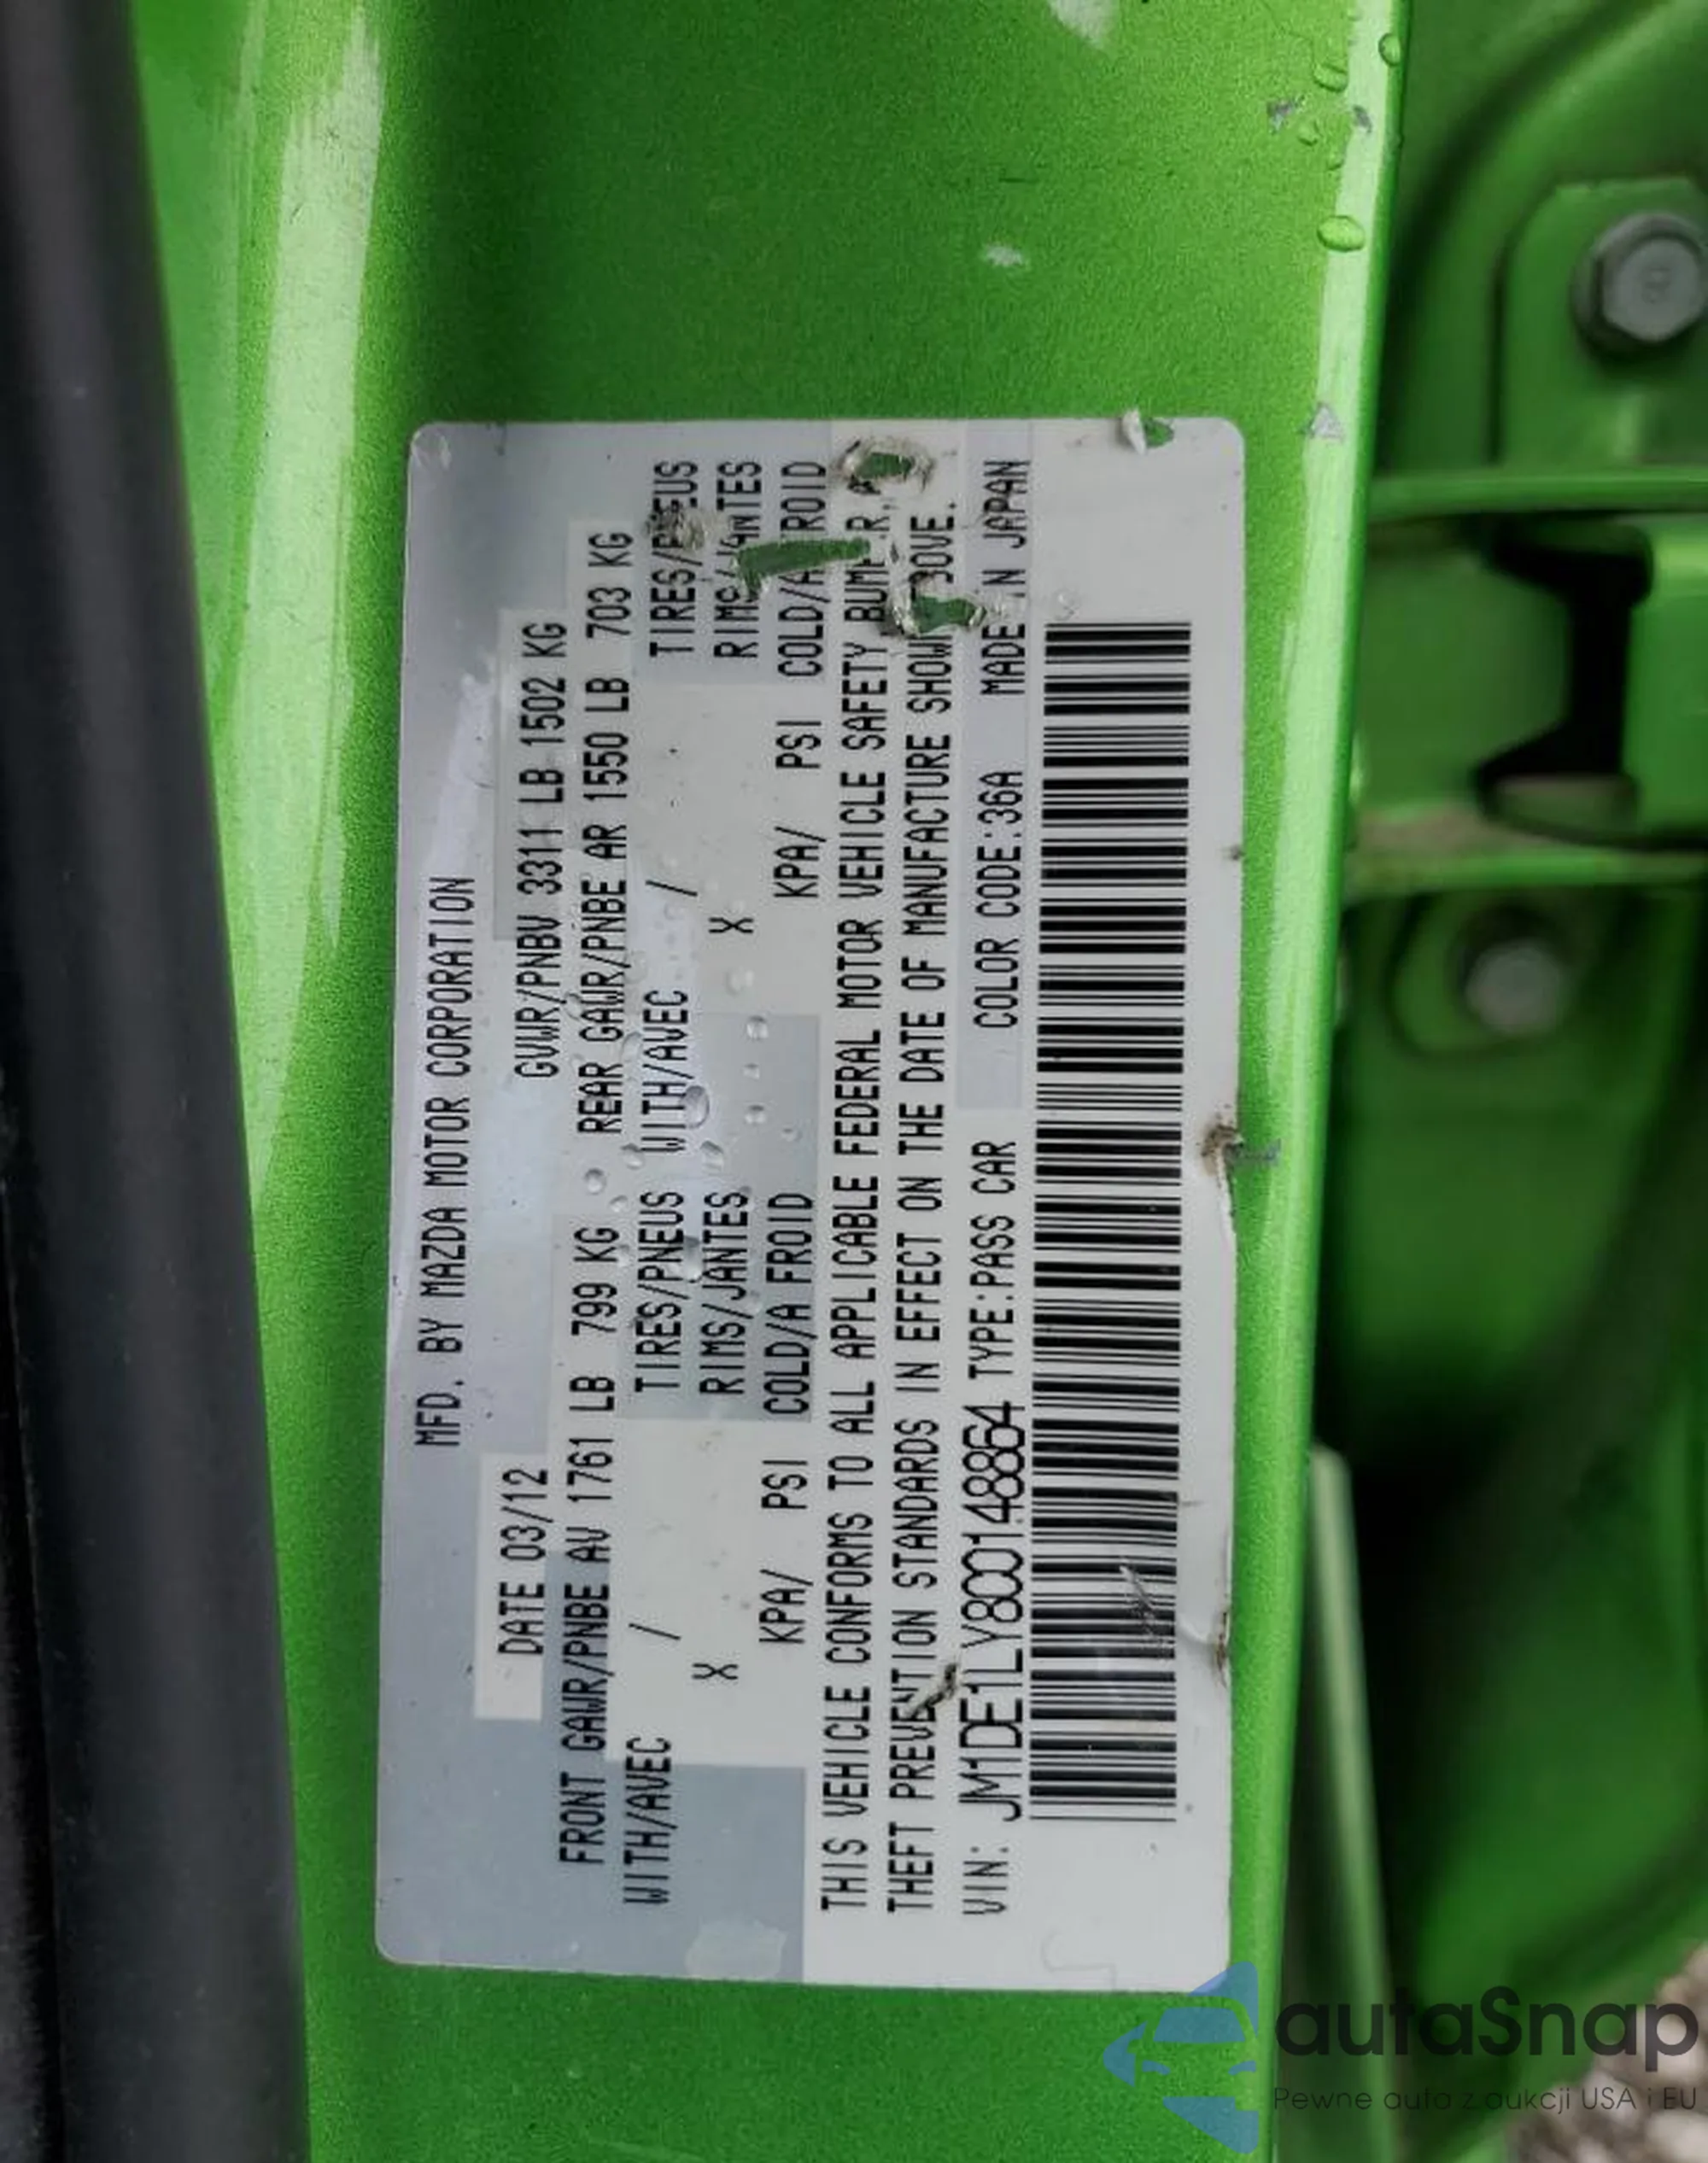 MFD. BY MAZDA MOTOR CORPORATION
DATE 03/12 GVWR/PNBV 3311 LB 1502 KG
FRONT GAWR/PNBE AV 1761 LB 799 KG REAR GAWR/PNBE AR 1550 LB 703 KG
WITH/AVEC / TIRES/PNEUS WITH/AVEC / TIRES/PNEUS
X RIMS/JANTES X RIMS/JANTES
KPA/ PSI COLD/A FROID KPA/ PSI COLD/A FROID
THIS VEHICLE CONFORMS TO ALL APPLICABLE FEDERAL MOTOR VEHICLE SAFETY BUMPER,
THEFT PREVENTION STANDARDS IN EFFECT ON THE DATE OF MANUFACTURE SHOWN ABOVE.
VIN: JM1DE1LY8C0148864 TYPE:PASS CAR COLOR CODE:36A MADE IN JAPAN
autaSnap
Pewne auta z aukcji USA i EU